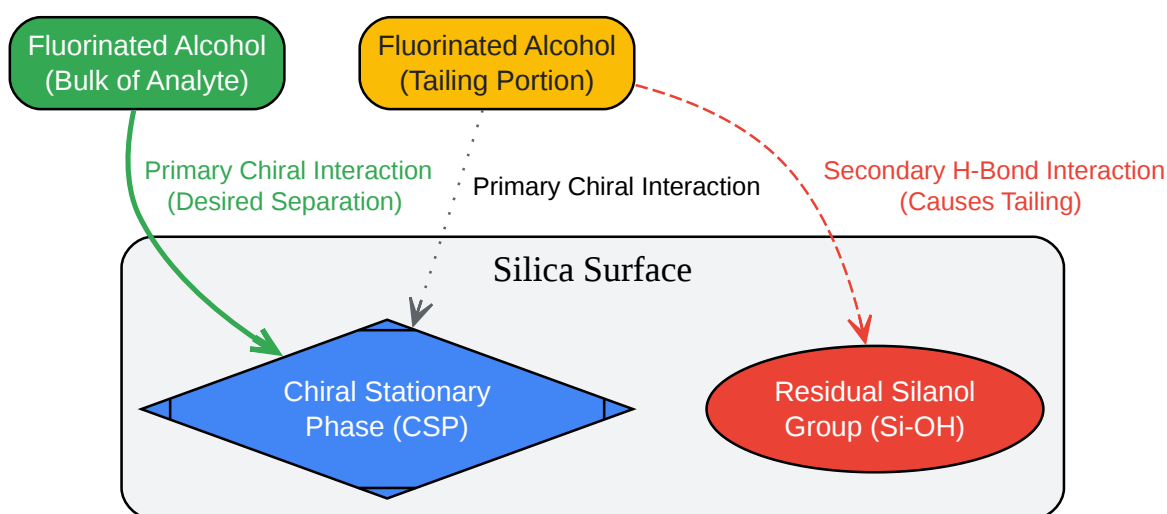 Fluorinated Alcohol
(Bulk of Analyte)
Fluorinated Alcohol
(Tailing Portion)
Primary Chiral Interaction
(Desired Separation)
Primary Chiral Interaction
Secondary H-Bond Interaction
(Causes Tailing)
Silica Surface
Chiral Stationary
Phase (CSP)
Residual Silanol
Group (Si-OH)